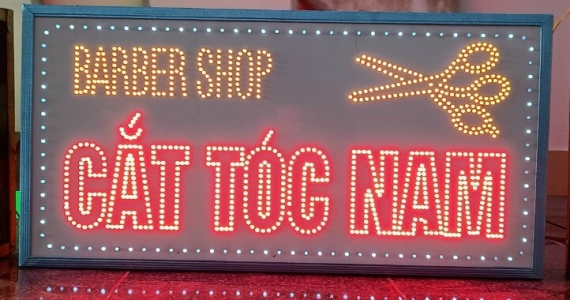 BARBER SHOP
CẮT TÓC NAM